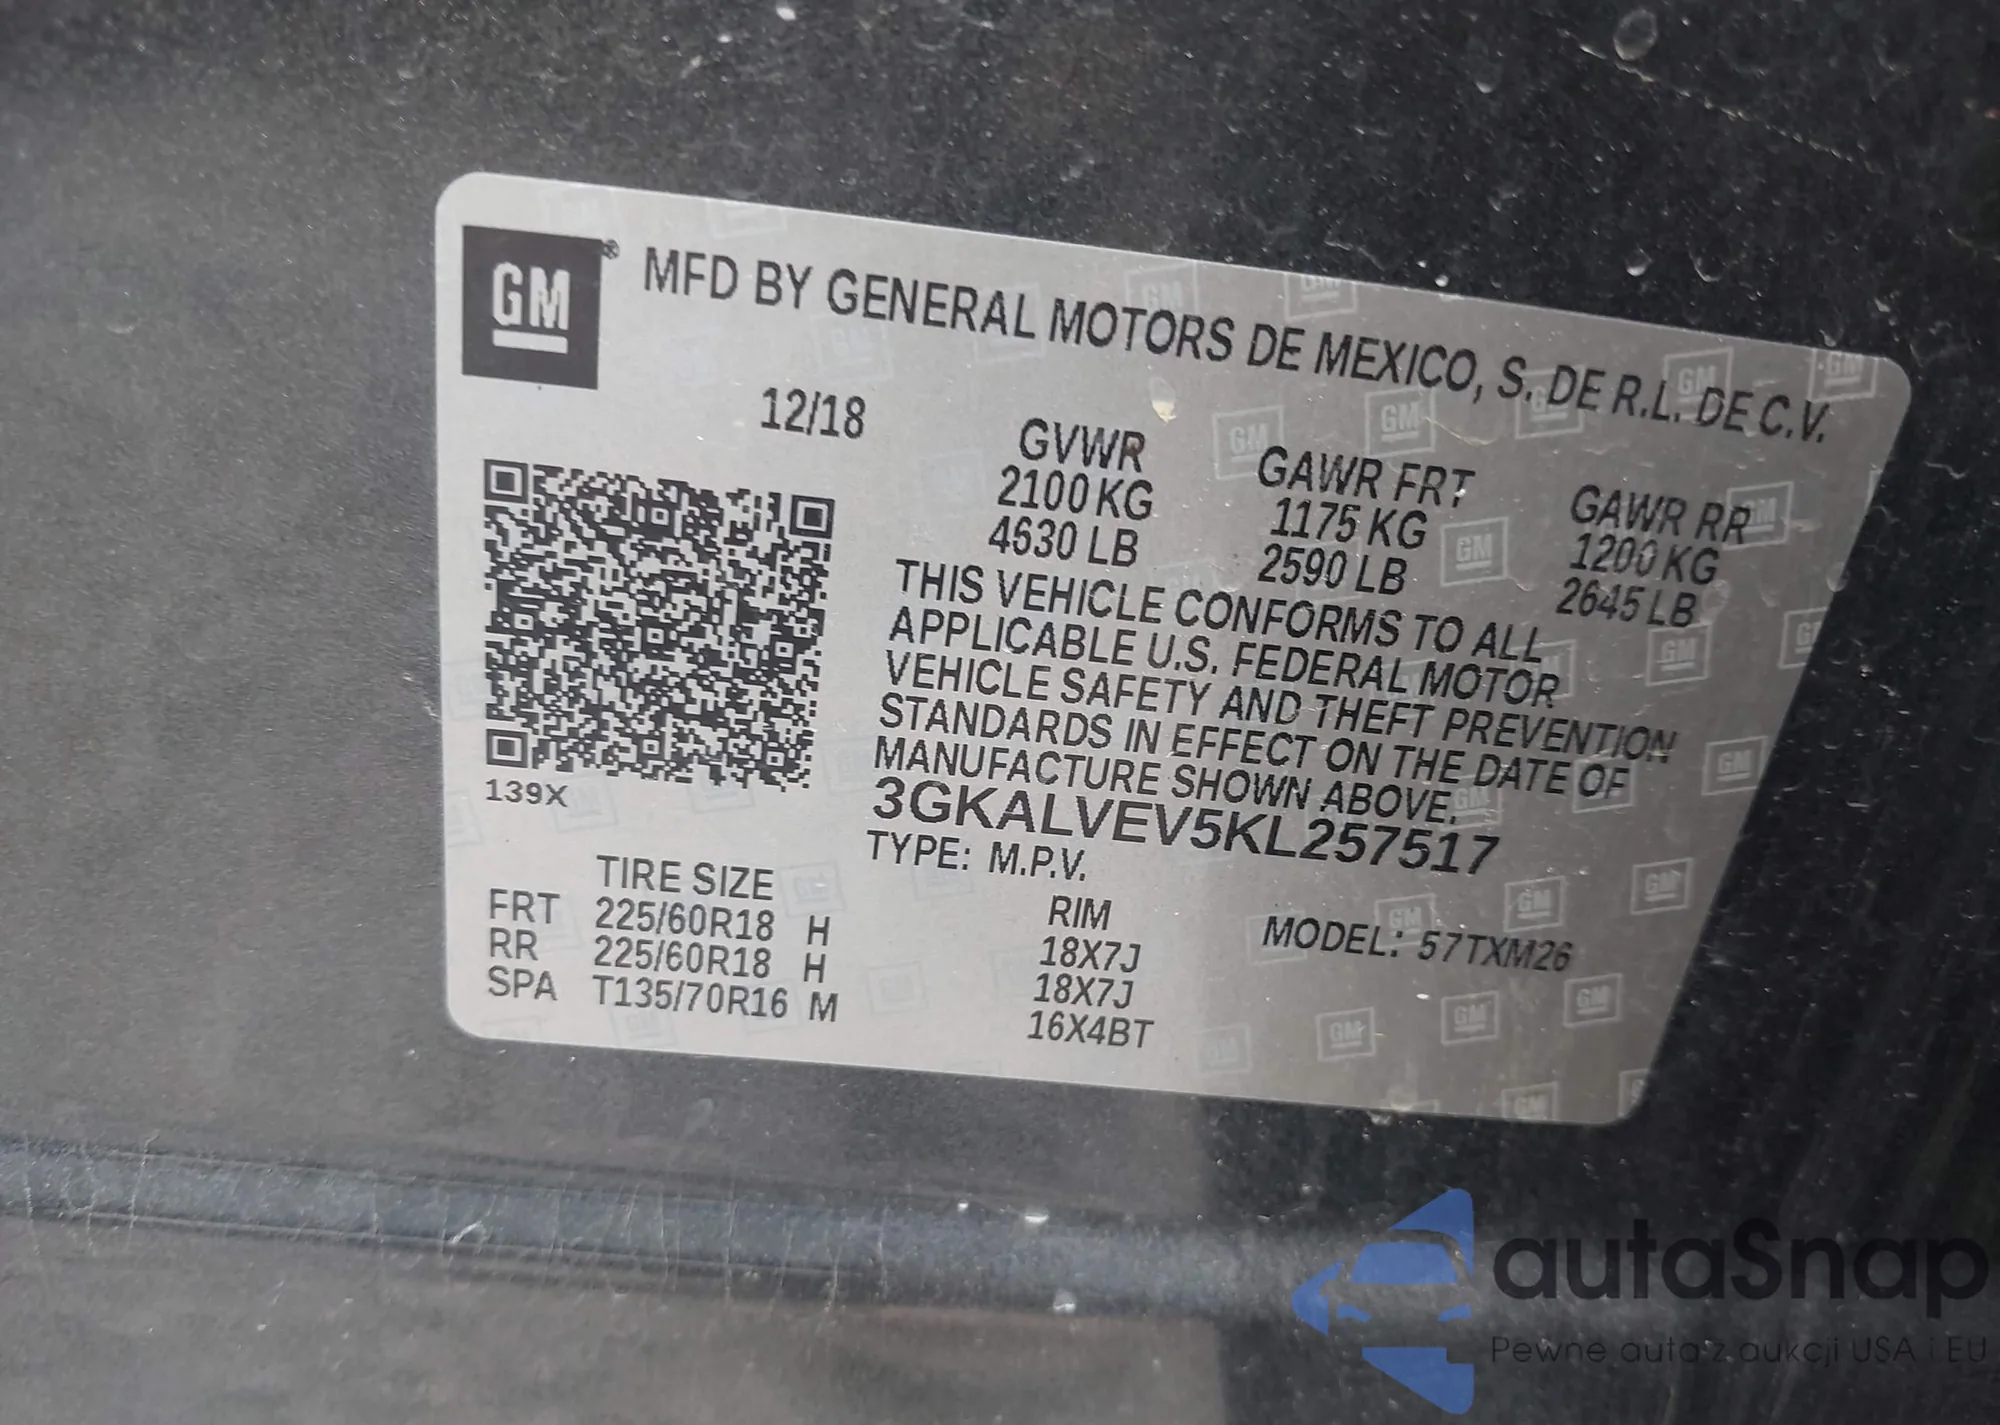 GM ® MFD BY GENERAL MOTORS DE MEXICO, S. DE R.L. DE C.V.
12/18
GVWR GAWR FRT GAWR RR
2100 KG 1175 KG 1200 KG
4630 LB 2590 LB 2645 LB
THIS VEHICLE CONFORMS TO ALL
APPLICABLE U.S. FEDERAL MOTOR
VEHICLE SAFETY AND THEFT PREVENTION
STANDARDS IN EFFECT ON THE DATE OF
MANUFACTURE SHOWN ABOVE.
139X
3GKALVEV5KL257517
TYPE: M.P.V.
TIRE SIZE RIM MODEL: 57TXM26
FRT 225/60R18 H 18X7J
RR 225/60R18 H 18X7J
SPA T135/70R16 M 16X4BT
autaSnap
Pewne auta z aukcji USA i EU